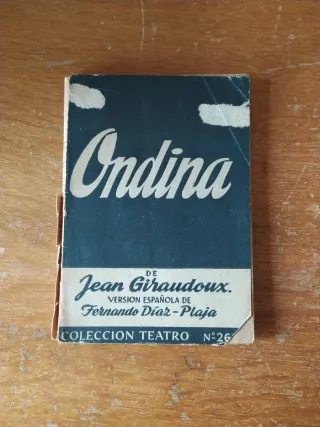 Ondina
DE
Jean Giraudoux.
VERSION ESPAÑOLA DE
Fernando Díaz-Plaja
COLECCION TEATRO Nº 26